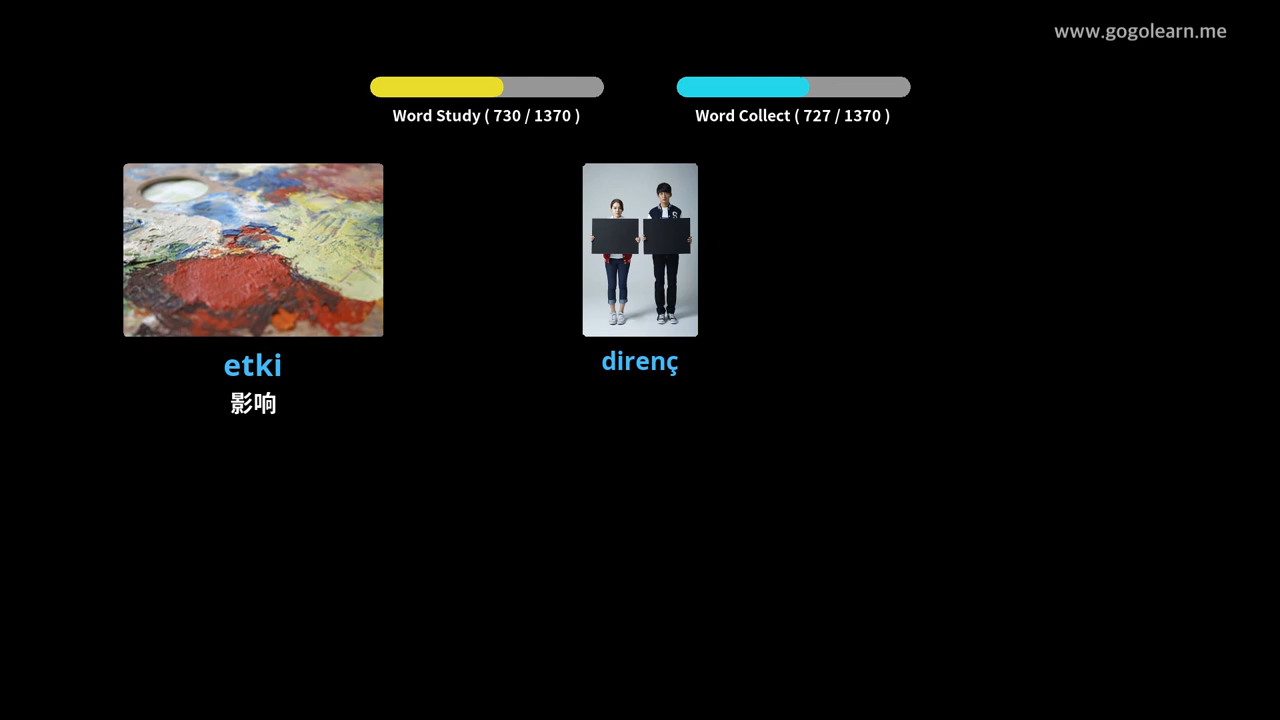 www.gogolearn.me
Word Study ( 730 / 1370 )
Word Collect ( 727 / 1370 )
etki
影响
direnç